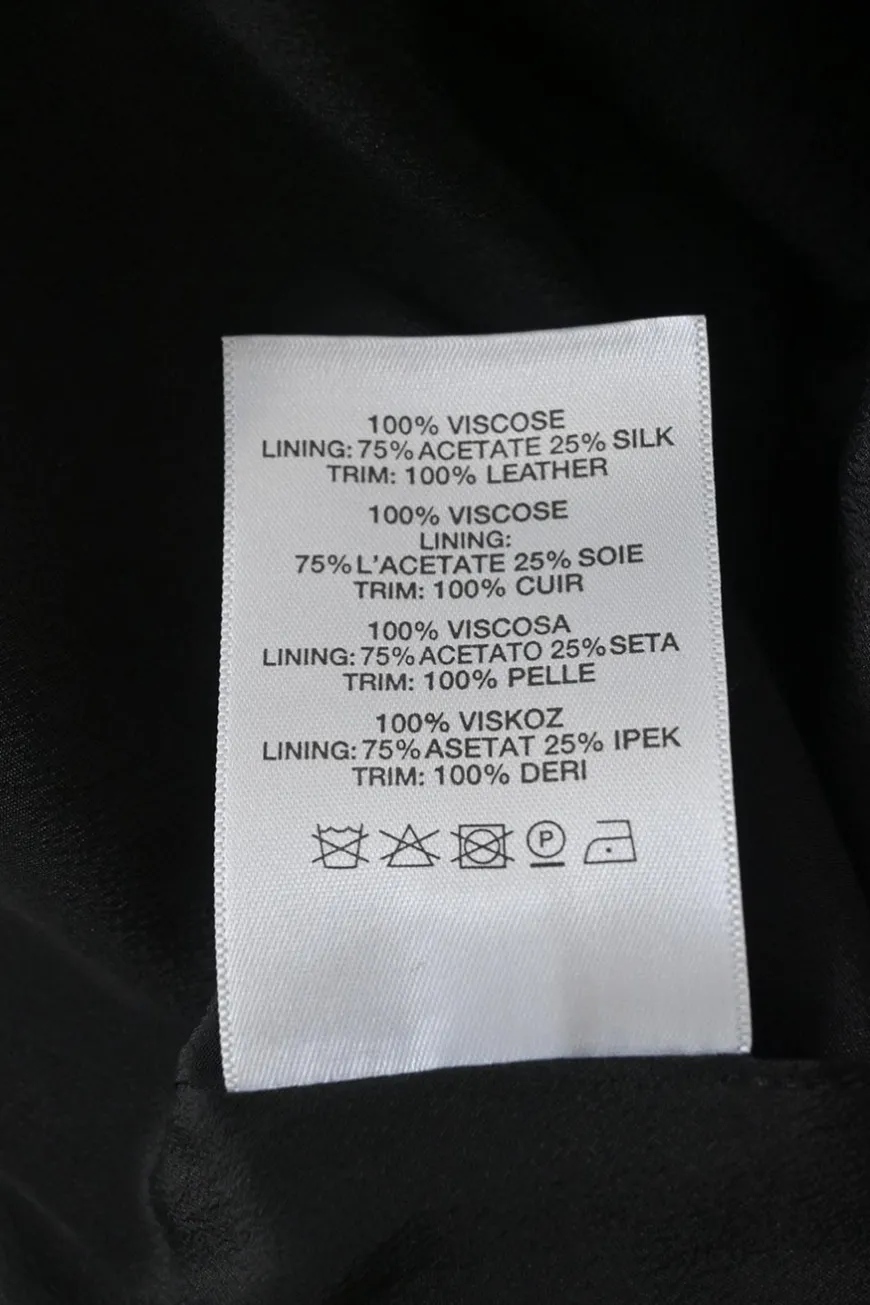 100% VISCOSE
LINING: 75% ACETATE 25% SILK
TRIM: 100% LEATHER
100% VISCOSE
LINING:
75% L'ACETATE 25% SOIE
TRIM: 100% CUIR
100% VISCOSA
LINING: 75% ACETATO 25% SETA
TRIM: 100% PELLE
100% VISKOZ
LINING: 75% ASETAT 25% IPEK
TRIM: 100% DERI
P